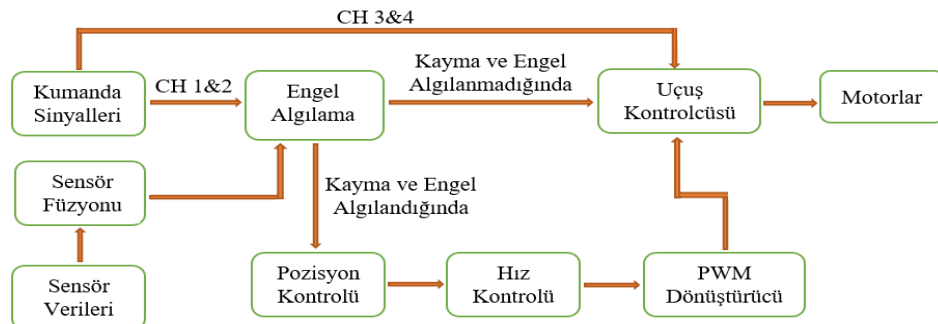 CH 3&4
Kumanda
Sinyalleri
CH 1&2
Engel
Algılama
Kayma ve Engel
Algılanmadığında
Uçuş
Kontrolcüsü
Motorlar
Sensör
Füzyonu
Kayma ve Engel
Algılandığında
Sensör
Verileri
Pozisyon
Kontrolü
Hız
Kontrolü
PWM
Dönüştürücü